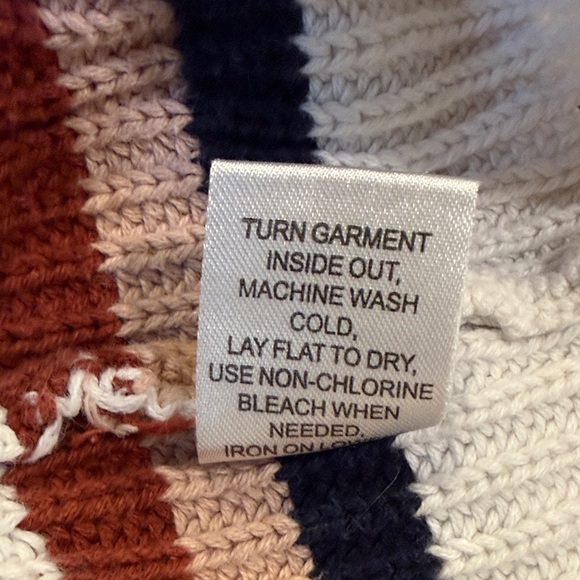 TURN GARMENT
INSIDE OUT,
MACHINE WASH
COLD,
LAY FLAT TO DRY,
USE NON-CHLORINE
BLEACH WHEN
NEEDED.
IRON ON